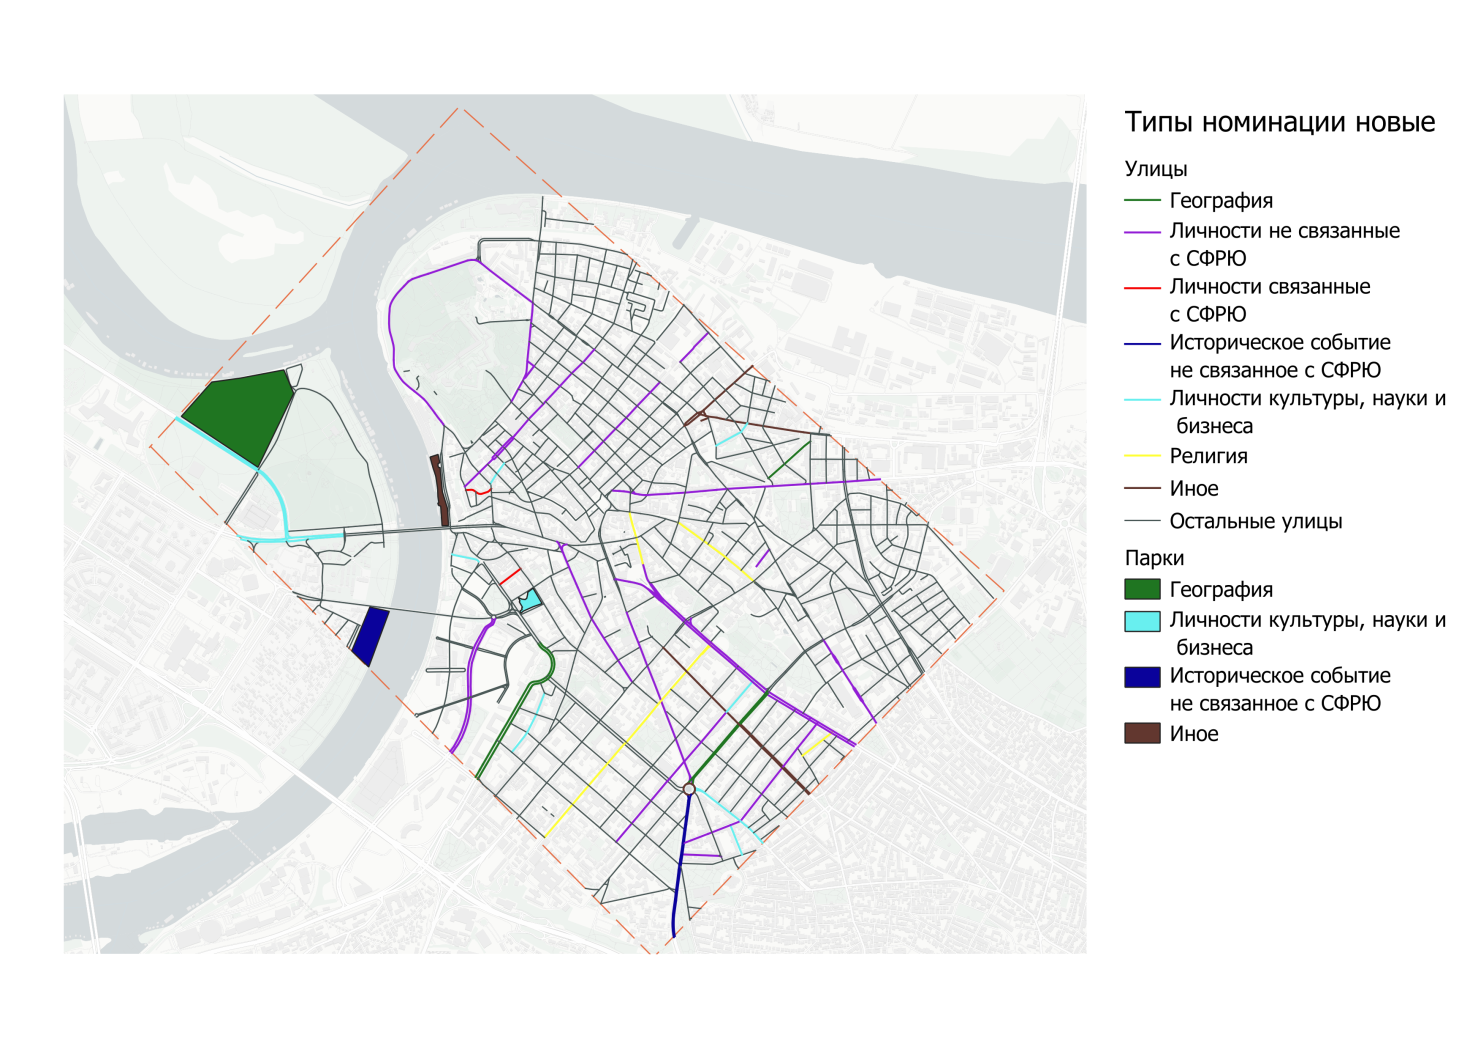 Типы номинации новые
Улицы
География
Личности не связанные
с СФРЮ
Личности связанные
с СФРЮ
Историческое событие
не связанное с СФРЮ
Личности культуры, науки и
бизнеса
Религия
Иное
Остальные улицы
Парки
География
Личности культуры, науки и
бизнеса
Историческое событие
не связанное с СФРЮ
Иное